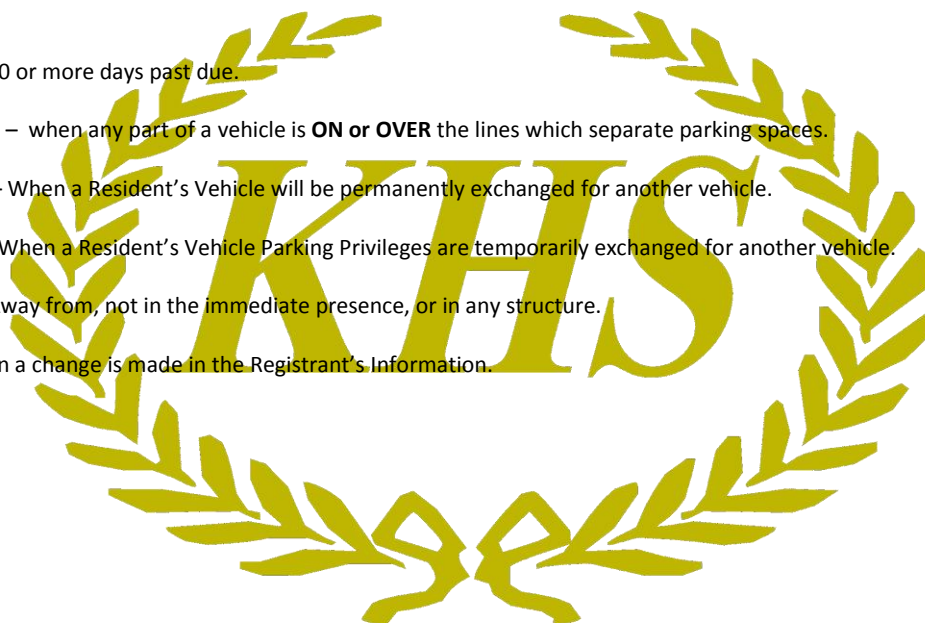 0 or more days past due.
– when any part of a vehicle is ON or OVER the lines which separate parking spaces.
- When a Resident’s Vehicle will be permanently exchanged for another vehicle.
When a Resident’s Vehicle Parking Privileges are temporarily exchanged for another vehicle.
way from, not in the immediate presence, or in any structure.
n a change is made in the Registrant’s Information.
KHS